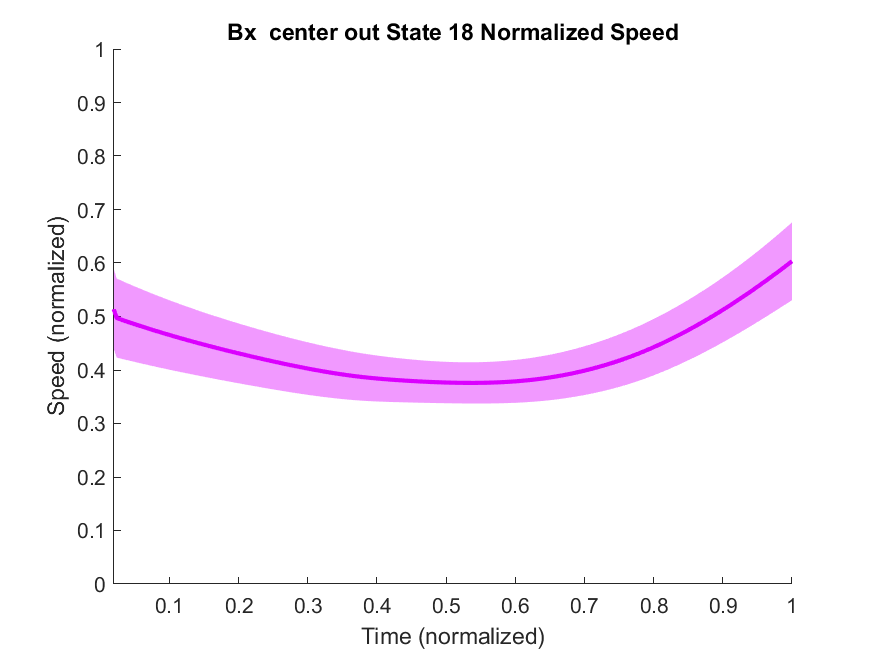 Bx  center out State 18 Normalized Speed
1
0.9
0.8
0.7
0.6
0.5
0.4
0.3
0.2
0.1
0
Speed (normalized)
0.1 0.2 0.3 0.4 0.5 0.6 0.7 0.8 0.9 1
Time (normalized)